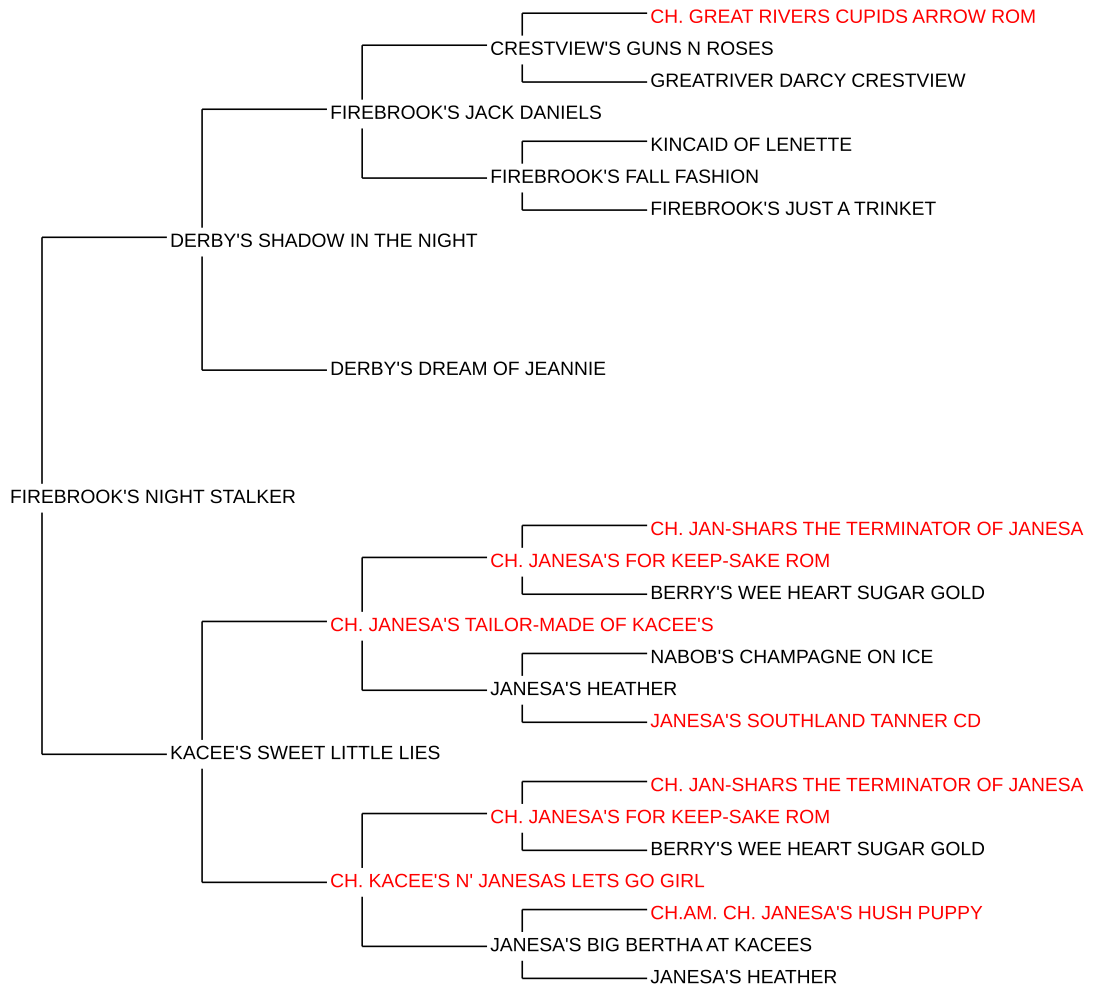 CH. GREAT RIVERS CUPIDS ARROW ROM
CRESTVIEW'S GUNS N ROSES
GREATRIVER DARCY CRESTVIEW
FIREBROOK'S JACK DANIELS
KINCAID OF LENETTE
FIREBROOK'S FALL FASHION
FIREBROOK'S JUST A TRINKET
DERBY'S SHADOW IN THE NIGHT
DERBY'S DREAM OF JEANNIE
FIREBROOK'S NIGHT STALKER
CH. JAN-SHARS THE TERMINATOR OF JANESA
CH. JANESA'S FOR KEEP-SAKE ROM
BERRY'S WEE HEART SUGAR GOLD
CH. JANESA'S TAILOR-MADE OF KACEE'S
NABOB'S CHAMPAGNE ON ICE
JANESA'S HEATHER
JANESA'S SOUTHLAND TANNER CD
KACEE'S SWEET LITTLE LIES
CH. JAN-SHARS THE TERMINATOR OF JANESA
CH. JANESA'S FOR KEEP-SAKE ROM
BERRY'S WEE HEART SUGAR GOLD
CH. KACEE'S N' JANESAS LETS GO GIRL
CH.AM. CH. JANESA'S HUSH PUPPY
JANESA'S BIG BERTHA AT KACEES
JANESA'S HEATHER